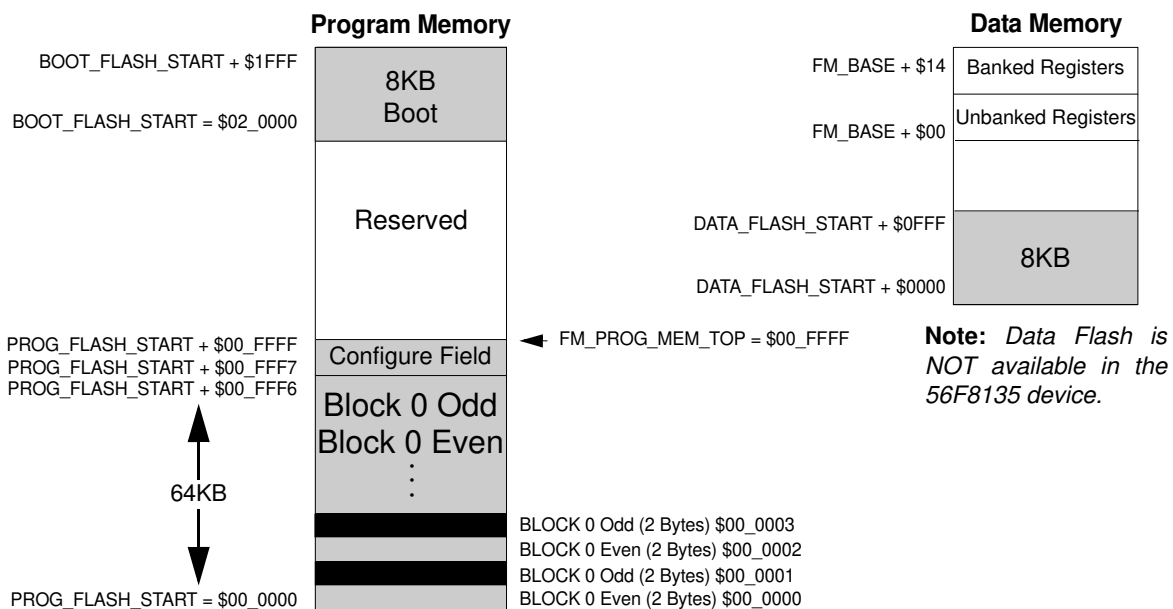 Program Memory
BOOT_FLASH_START + $1FFF
8KB
Boot
BOOT_FLASH_START = $02_0000
Reserved
PROG_FLASH_START + $00_FFFF
PROG_FLASH_START + $00_FFF7
PROG_FLASH_START + $00_FFF6
FM_PROG_MEM_TOP = $00_FFFF
Configure Field
Block 0 Odd
Block 0 Even
64KB
BLOCK 0 Odd (2 Bytes) $00_0003
BLOCK 0 Even (2 Bytes) $00_0002
BLOCK 0 Odd (2 Bytes) $00_0001
BLOCK 0 Even (2 Bytes) $00_0000
PROG_FLASH_START = $00_0000
Data Memory
FM_BASE + $14
Banked Registers
Unbanked Registers
FM_BASE + $00
DATA_FLASH_START + $0FFF
8KB
DATA_FLASH_START + $0000
Note: Data Flash is
NOT available in the
56F8135 device.